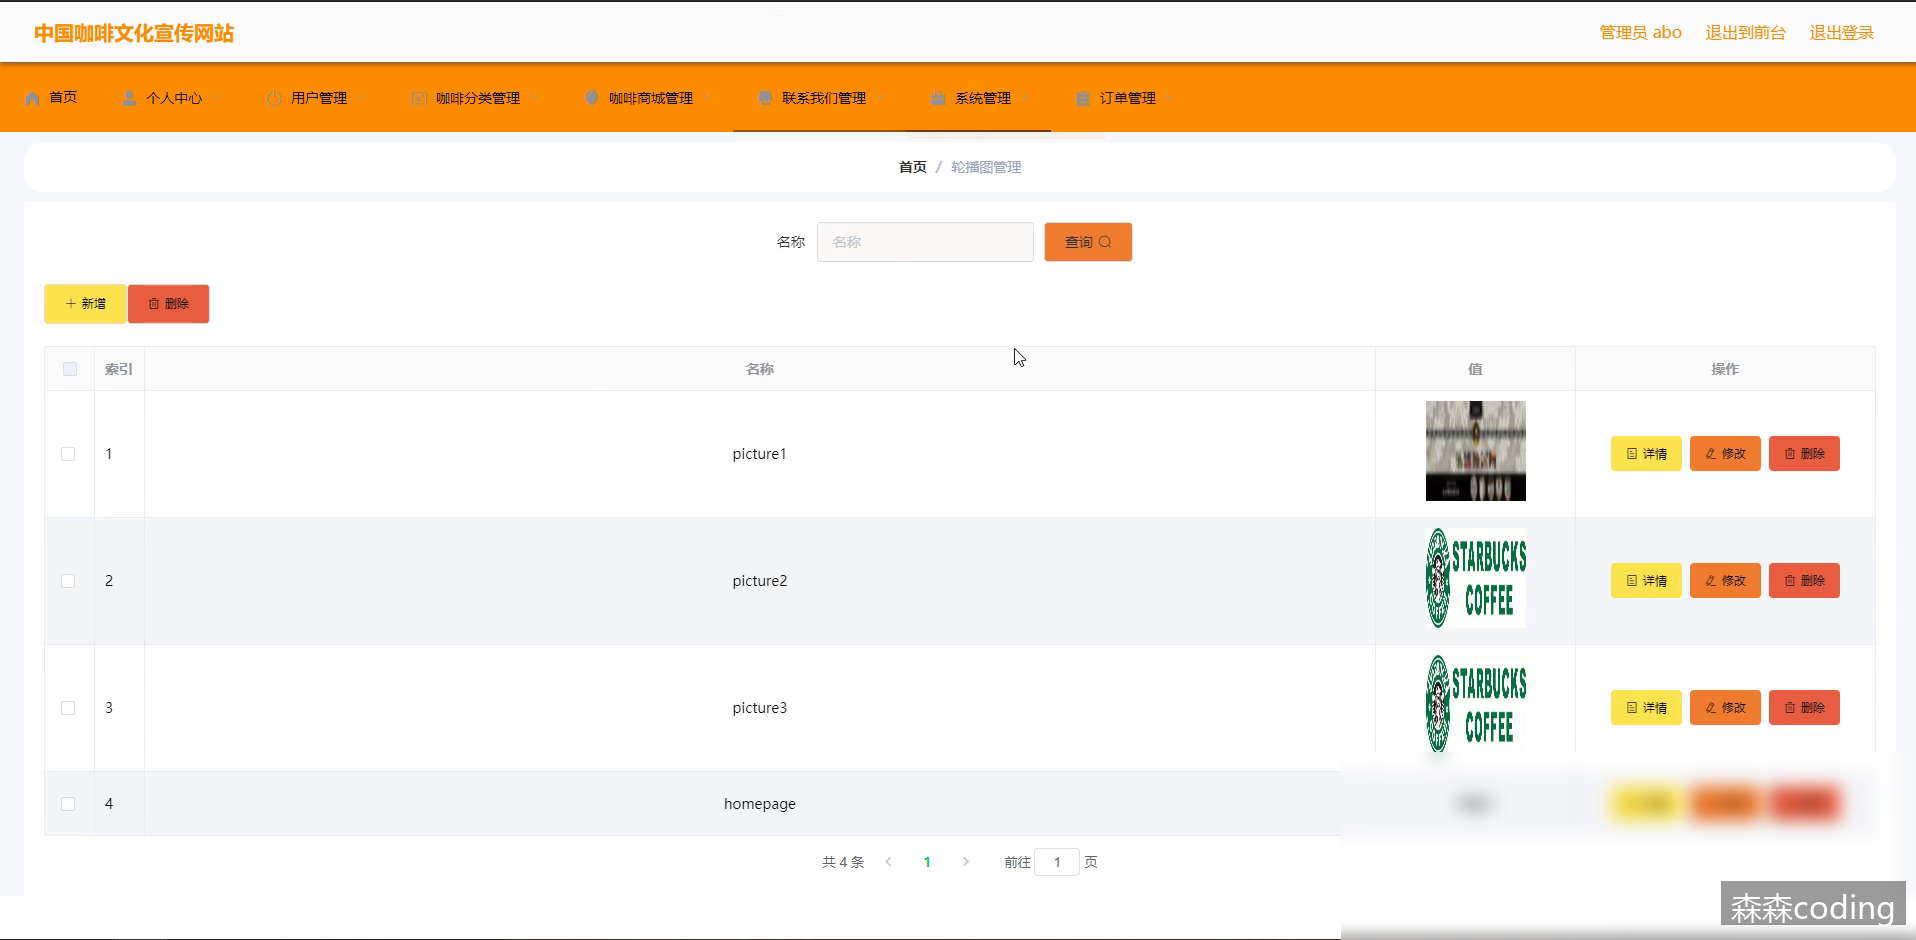 中国咖啡文化宣传网站
管理员 abo 退出到前台 退出登录
首页 个人中心 用户管理 咖啡分类管理 咖啡商城管理 联系我们管理 系统管理 订单管理
首页 / 轮播图管理
名称 名称 查询
+ 新增 删除
索引 名称 值 操作
1 picture1 详情 修改 删除
STARBUCKS
COFFEE
2 picture2 详情 修改 删除
STARBUCKS
COFFEE
3 picture3 详情 修改 删除
4 homepage
共 4 条 < 1 > 前往 1 页
森森coding